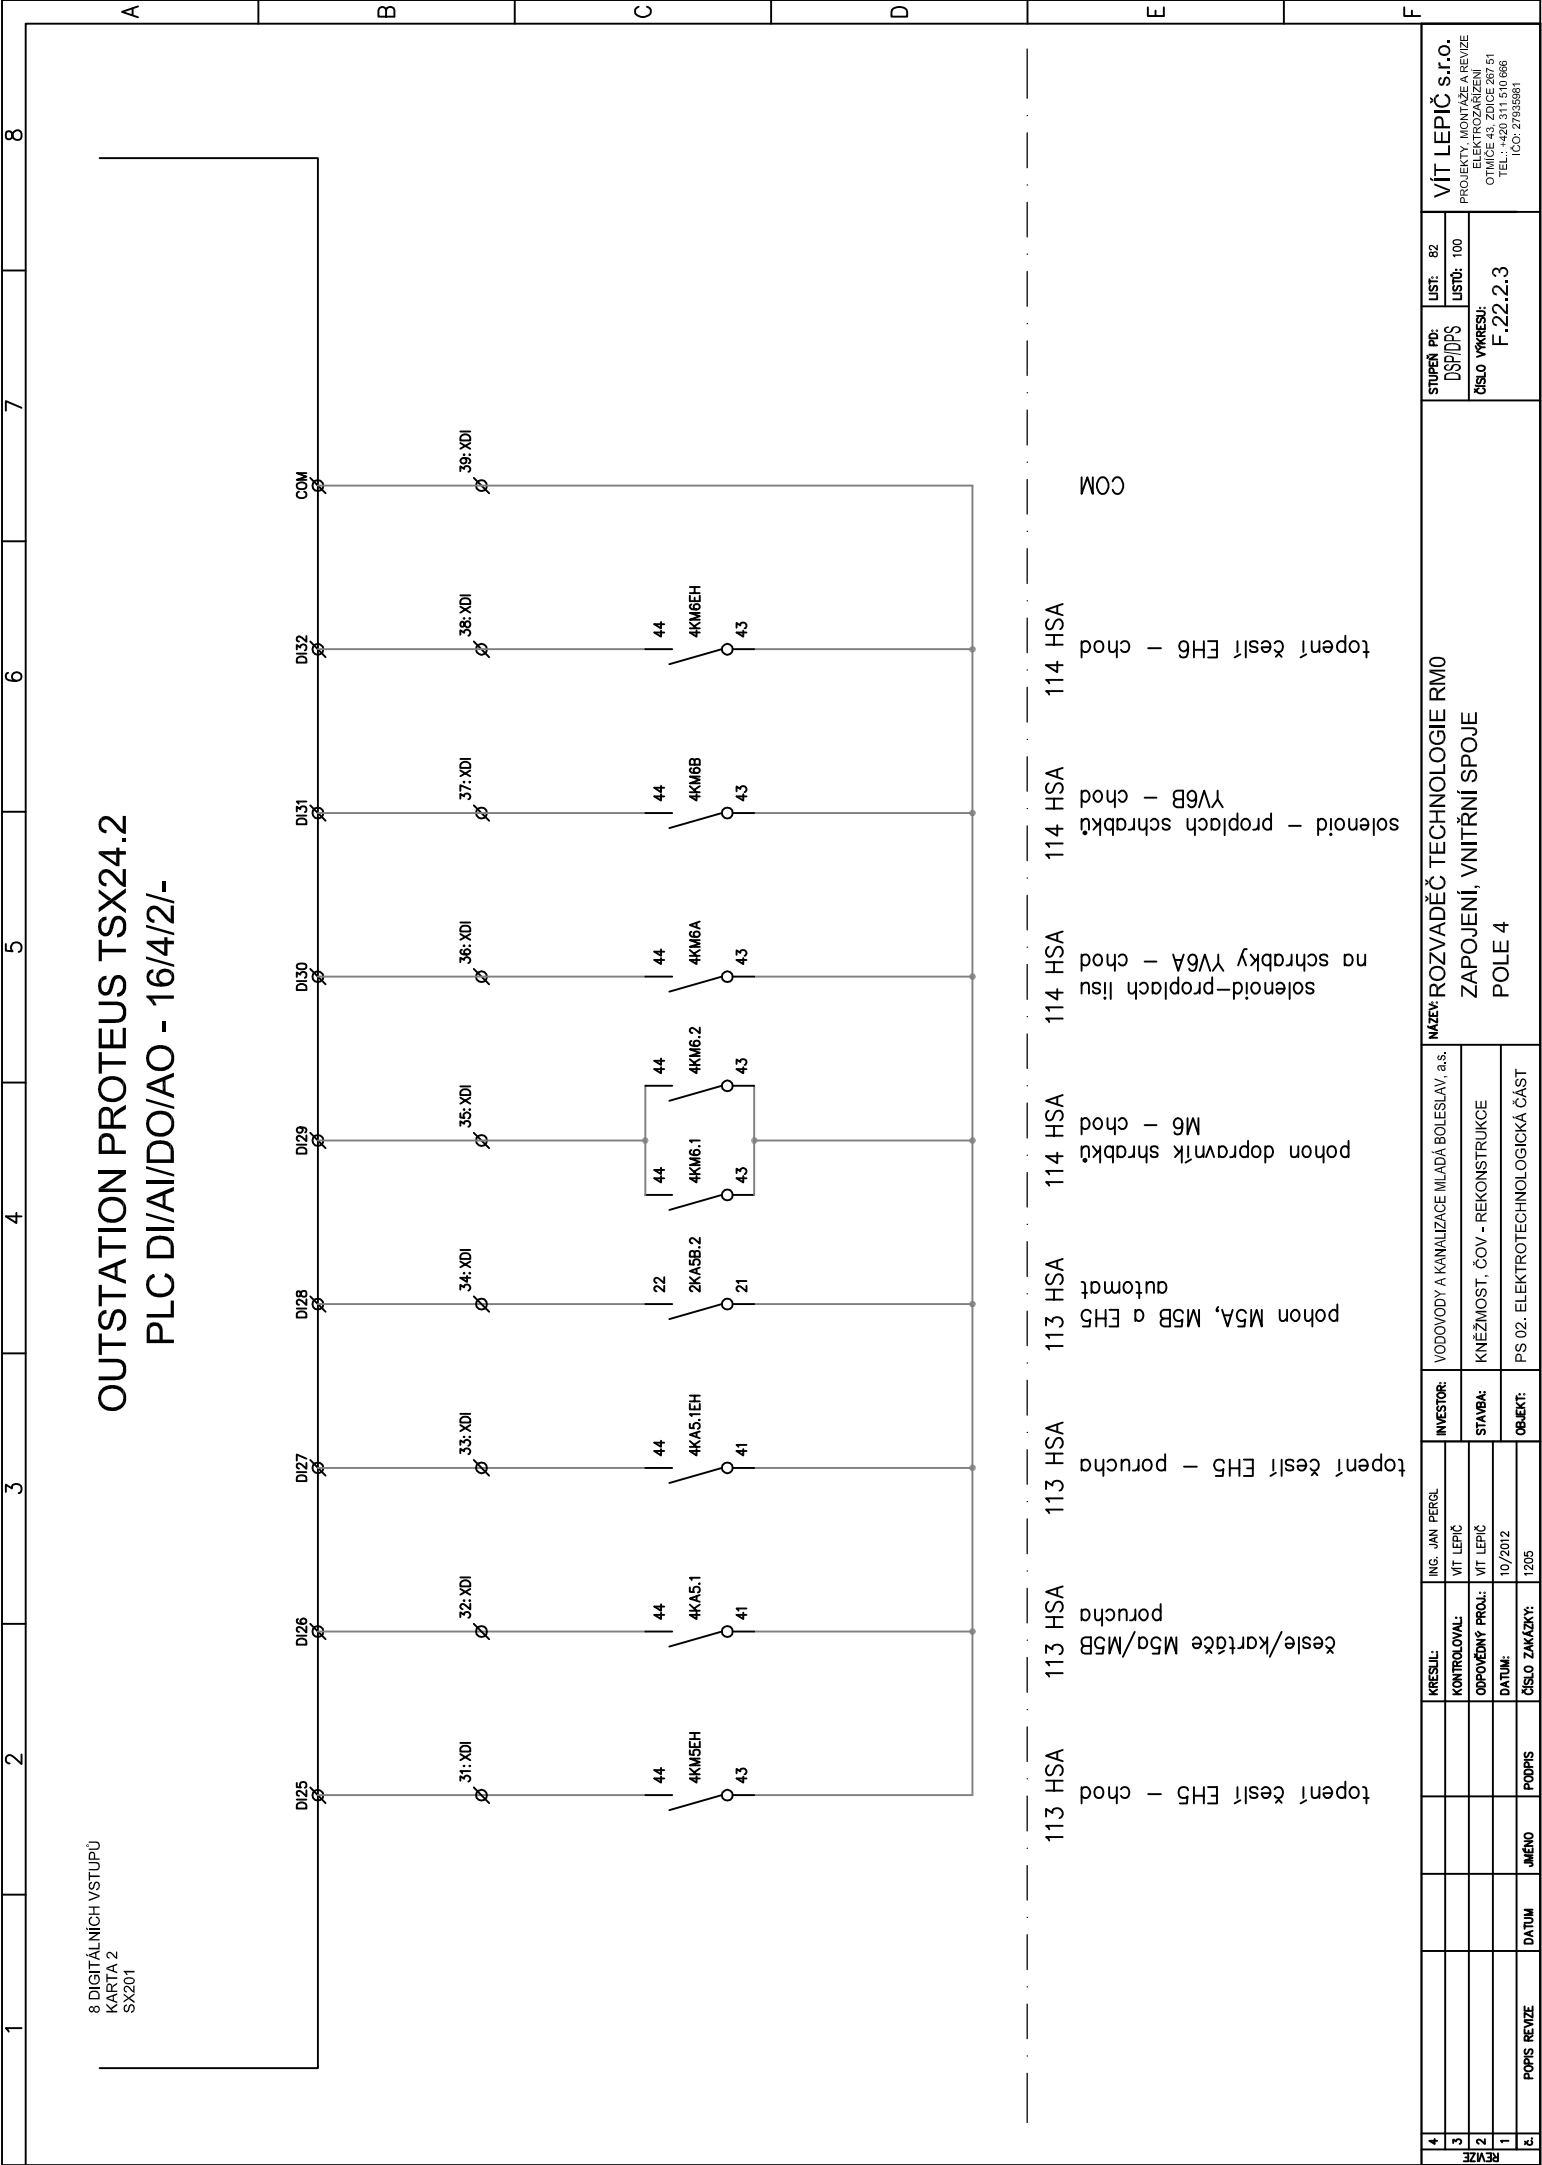 1 2 3 4 5 6 7 8
A
B
C
D
E
F
8 DIGITÁLNÍCH VSTUPŮ
KARTA 2
SX201
OUTSTATION PROTEUS TSX24.2
PLC DI/AI/DO/AO - 16/4/2/-
DI25 DI26 DI27 DI28 DI29 DI30 DI31 DI32 COM
31:XDI 32:XDI 33:XDI 34:XDI 35:XDI 36:XDI 37:XDI 38:XDI 39:XDI
44 44 44 22 44 44 44 44 44
4KM5EH 4KA5.1 4KA5.1EH 2KA5B.2 4KM6.1 4KM6.2 4KM6A 4KM6B 4KM6EH
43 41 41 21 43 43 43 43 43
113 HSA
topení česlí EH5 – chod
113 HSA
česle/kartáče M5a/M5B
porucha
113 HSA
topení česlí EH5 – porucha
113 HSA
pohon M5A, M5B a EH5
automat
114 HSA
pohon dopravník shrabků
M6 – chod
114 HSA
solenoid–proplach lisu
na schrabky YV6A – chod
114 HSA
solenoid – proplach schrabků
YV6B – chod
114 HSA
topení česlí EH6 – chod
COM
REVIZE
4
3
2
1
č. POPIS REVIZE DATUM JMÉNO PODPIS
KRESLIL: ING. JAN PERGL
KONTROLOVAL: VÍT LEPIČ
ODPOVĚDNÝ PROJ.: VÍT LEPIČ
DATUM: 10/2012
ČÍSLO ZAKÁZKY: 1205
INVESTOR: VODOVODY A KANALIZACE MLADÁ BOLESLAV, a.s.
STAVBA: KNĚŽMOST, ČOV - REKONSTRUKCE
OBJEKT: PS 02. ELEKTROTECHNOLOGICKÁ ČÁST
NÁZEV: ROZVADĚČ TECHNOLOGIE RM0
ZAPOJENÍ, VNITŘNÍ SPOJE
POLE 4
STUPEŇ PD:
DSP/DPS
LIST: 82
LISTŮ: 100
ČÍSLO VÝKRESU:
F.22.2.3
VÍT LEPIČ s.r.o.
PROJEKTY, MONTÁŽE A REVIZE
ELEKTROZAŘÍZENÍ
OTMÍČE 43, ZDICE 267 51
TEL.: +420 311 510 666
IČO: 27935981